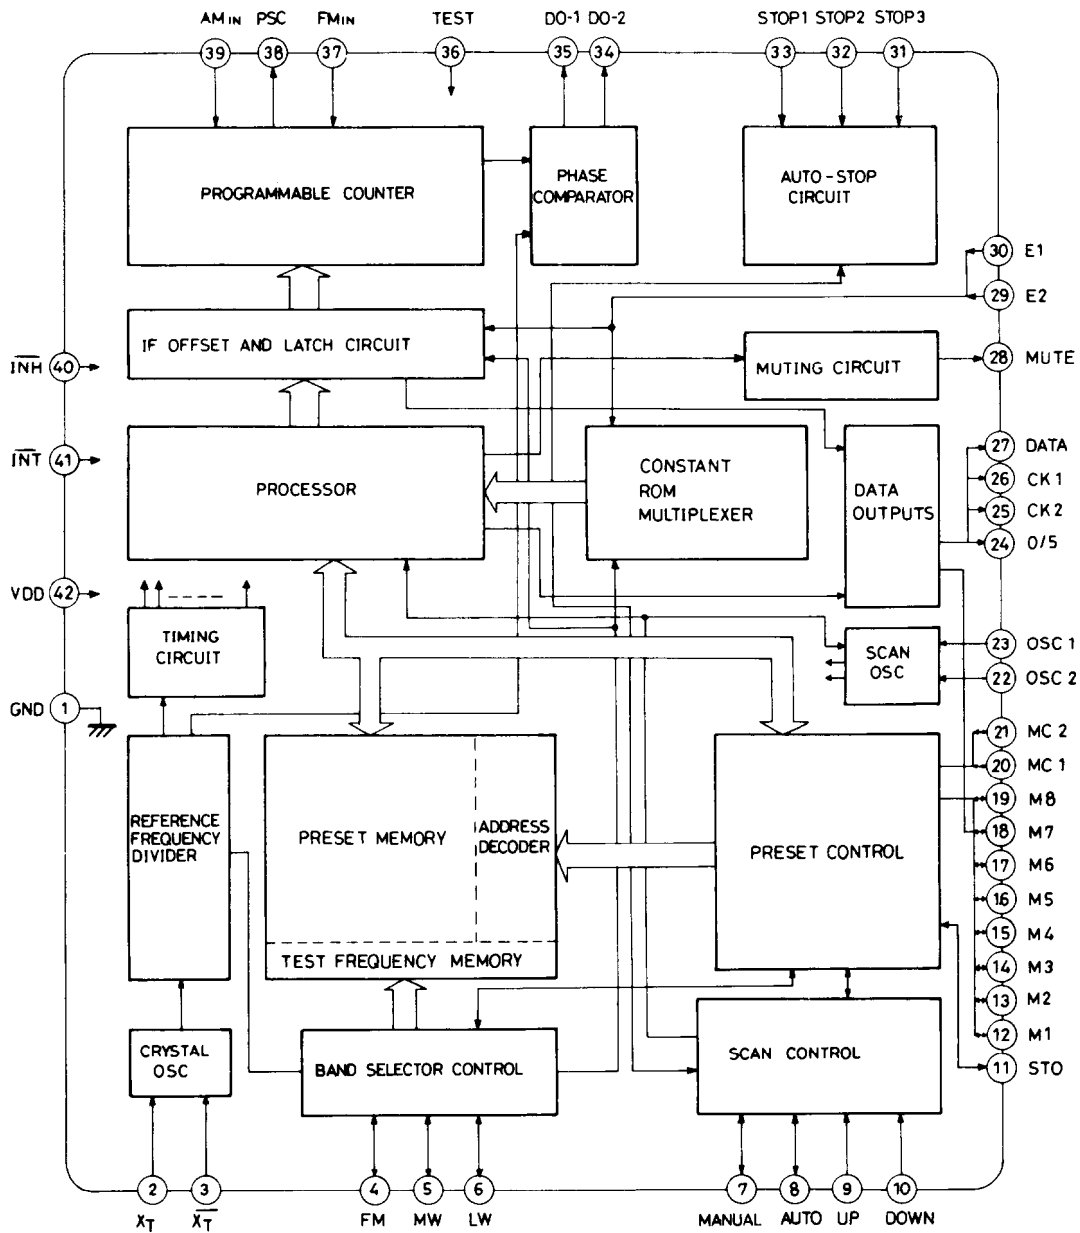 AM IN PSC FM IN TEST DO-1 DO-2 STOP1 STOP2 STOP3
39 38 37 36 35 34 33 32 31
PROGRAMMABLE COUNTER
PHASE
COMPARATOR
AUTO-STOP
CIRCUIT
30 E1
29 E2
IF OFFSET AND LATCH CIRCUIT
MUTING CIRCUIT
28 MUTE
INH 40
INT 41
PROCESSOR
CONSTANT
ROM
MULTIPLEXER
DATA
OUTPUTS
27 DATA
26 CK1
25 CK2
24 0/5
VDD 42
TIMING
CIRCUIT
SCAN
OSC
23 OSC 1
22 OSC 2
GND 1
21 MC 2
20 MC 1
19 M8
18 M7
17 M6
16 M5
15 M4
14 M3
13 M2
12 M1
11 STO
REFERENCE
FREQUENCY
DIVIDER
PRESET MEMORY
ADDRESS
DECODER
PRESET CONTROL
TEST FREQUENCY MEMORY
CRYSTAL
OSC
BAND SELECTOR CONTROL
SCAN CONTROL
2 3 4 5 6 7 8 9 10
XT XT FM MW LW MANUAL AUTO UP DOWN